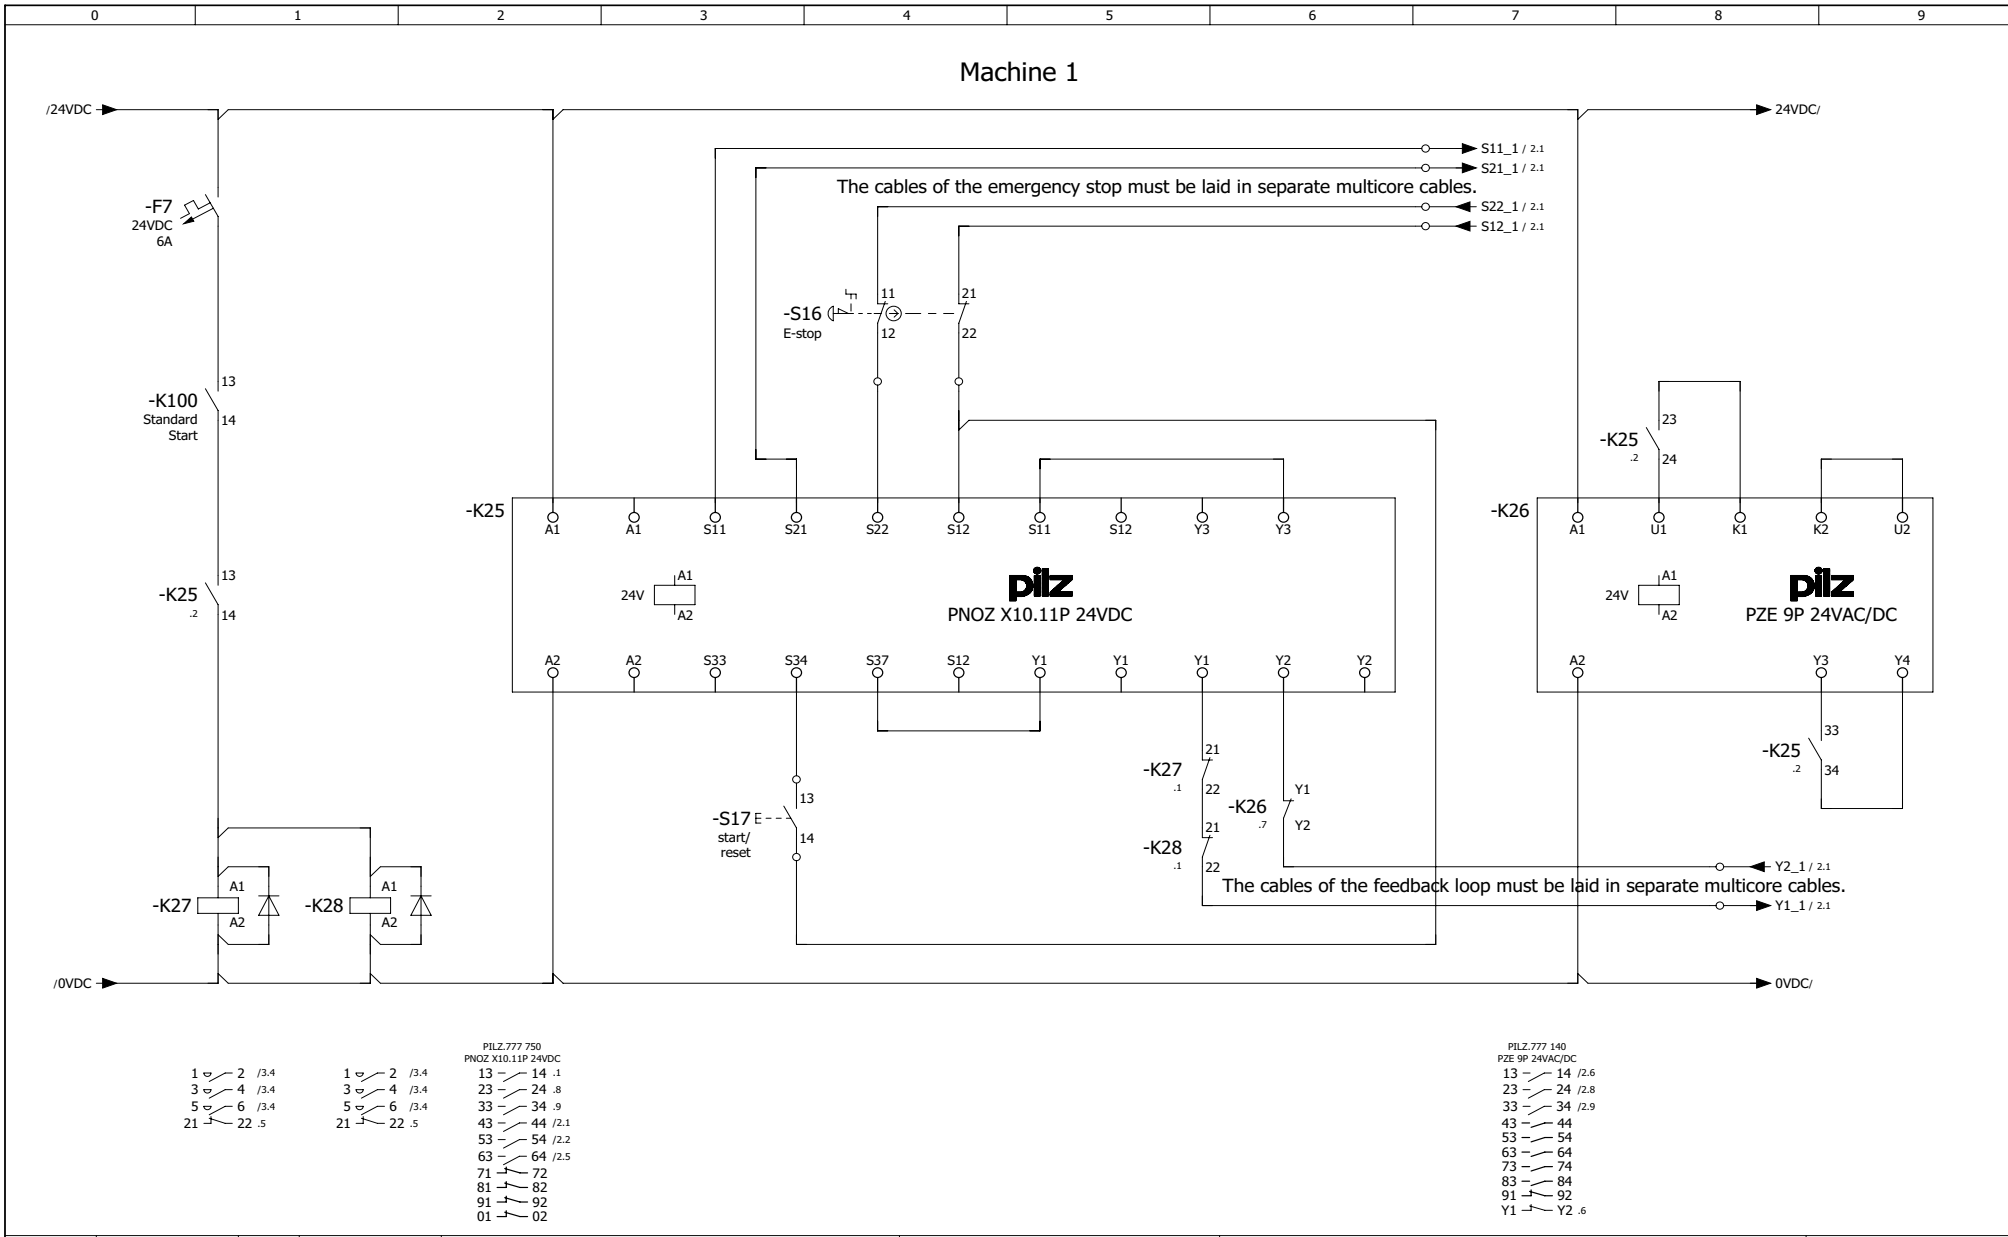 0 1 2 3 4 5 6 7 8 9
Machine 1
/24VDC
24VDC/
S11_1 / 2.1
S21_1 / 2.1
The cables of the emergency stop must be laid in separate multicore cables.
S22_1 / 2.1
S12_1 / 2.1
-F7
24VDC
6A
-S16
E-stop
11
12
21
22
-K100
Standard
Start
13
14
-K25
.2
23
24
-K25
A1 A1 S11 S21 S22 S12 S11 S12 Y3 Y3
24V
A1
A2
pilz
PNOZ X10.11P 24VDC
A2 A2 S33 S34 S37 S12 Y1 Y1 Y1 Y2 Y2
-K26
A1 U1 K1 K2 U2
24V
A1
A2
pilz
PZE 9P 24VAC/DC
A2 Y3 Y4
-K25
.2
13
14
-K25
.2
33
34
-K27
.1
21
22
-K26
.7
Y1
Y2
-S17
start/
reset
13
14
-K28
.1
21
22
Y2_1 / 2.1
The cables of the feedback loop must be laid in separate multicore cables.
Y1_1 / 2.1
-K27
A1
A2
-K28
A1
A2
/0VDC
0VDC/
1 2 /3.4
3 4 /3.4
5 6 /3.4
21 22 .5
1 2 /3.4
3 4 /3.4
5 6 /3.4
21 22 .5
PILZ.777 750
PNOZ X10.11P 24VDC
13 14 .1
23 24 .8
33 34 .9
43 44 /2.1
53 54 /2.2
63 64 /2.5
71 72
81 82
91 92
01 02
PILZ.777 140
PZE 9P 24VAC/DC
13 14 /2.6
23 24 /2.8
33 34 /2.9
43 44
53 54
63 64
73 74
83 84
91 92
Y1 Y2 .6